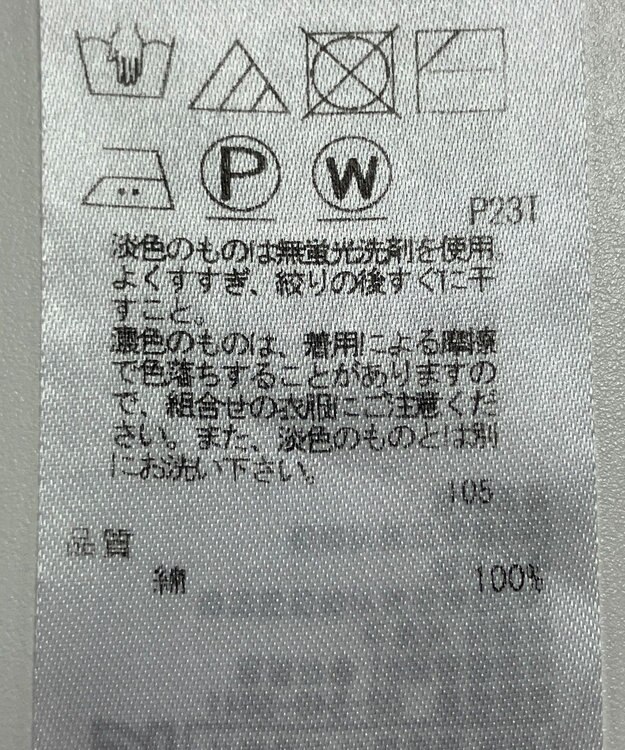 P W
P23T
淡色のものは無蛍光洗剤を使用
よくすすぎ、絞りの後すぐに干
すこと。
濃色のものは、着用による摩擦
で色落ちすることがありますの
で、組合せの衣服にご注意くだ
さい。また、淡色のものとは別
にお洗い下さい。
105
品質
綿 100%